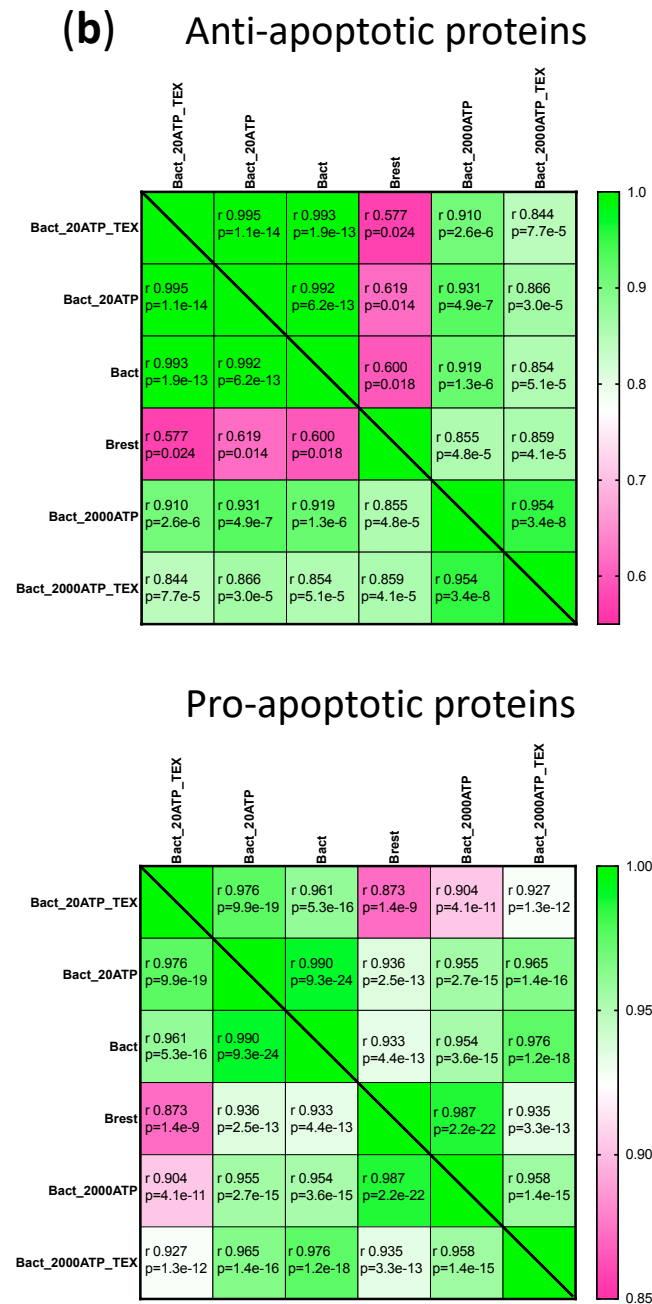 (b) Anti-apoptotic proteins
Bact_20ATP_TEX
Bact_20ATP
Bact
Brest
Bact_2000ATP
Bact_2000ATP_TEX
1.0
0.9
0.8
0.7
0.6
Bact_20ATP_TEX
r 0.995 r 0.993 r 0.577 r 0.910 r 0.844
p=1.1e-14 p=1.9e-13 p=0.024 p=2.6e-6 p=7.7e-5
Bact_20ATP
r 0.995 r 0.992 r 0.619 r 0.931 r 0.866
p=1.1e-14 p=6.2e-13 p=0.014 p=4.9e-7 p=3.0e-5
Bact
r 0.993 r 0.992 r 0.600 r 0.919 r 0.854
p=1.9e-13 p=6.2e-13 p=0.018 p=1.3e-6 p=5.1e-5
Brest
r 0.577 r 0.619 r 0.600 r 0.855 r 0.859
p=0.024 p=0.014 p=0.018 p=4.8e-5 p=4.1e-5
Bact_2000ATP
r 0.910 r 0.931 r 0.919 r 0.855 r 0.954
p=2.6e-6 p=4.9e-7 p=1.3e-6 p=4.8e-5 p=3.4e-8
Bact_2000ATP_TEX
r 0.844 r 0.866 r 0.854 r 0.859 r 0.954
p=7.7e-5 p=3.0e-5 p=5.1e-5 p=4.1e-5 p=3.4e-8
Pro-apoptotic proteins
Bact_20ATP_TEX
Bact_20ATP
Bact
Brest
Bact_2000ATP
Bact_2000ATP_TEX
1.00
0.95
0.90
0.85
Bact_20ATP_TEX
r 0.976 r 0.961 r 0.873 r 0.904 r 0.927
p=9.9e-19 p=5.3e-16 p=1.4e-9 p=4.1e-11 p=1.3e-12
Bact_20ATP
r 0.976 r 0.990 r 0.936 r 0.955 r 0.965
p=9.9e-19 p=9.3e-24 p=2.5e-13 p=2.7e-15 p=1.4e-16
Bact
r 0.961 r 0.990 r 0.933 r 0.954 r 0.976
p=5.3e-16 p=9.3e-24 p=4.4e-13 p=3.6e-15 p=1.2e-18
Brest
r 0.873 r 0.936 r 0.933 r 0.987 r 0.935
p=1.4e-9 p=2.5e-13 p=4.4e-13 p=2.2e-22 p=3.3e-13
Bact_2000ATP
r 0.904 r 0.955 r 0.954 r 0.987 r 0.958
p=4.1e-11 p=2.7e-15 p=3.6e-15 p=2.2e-22 p=1.4e-15
Bact_2000ATP_TEX
r 0.927 r 0.965 r 0.976 r 0.935 r 0.958
p=1.3e-12 p=1.4e-16 p=1.2e-18 p=3.3e-13 p=1.4e-15